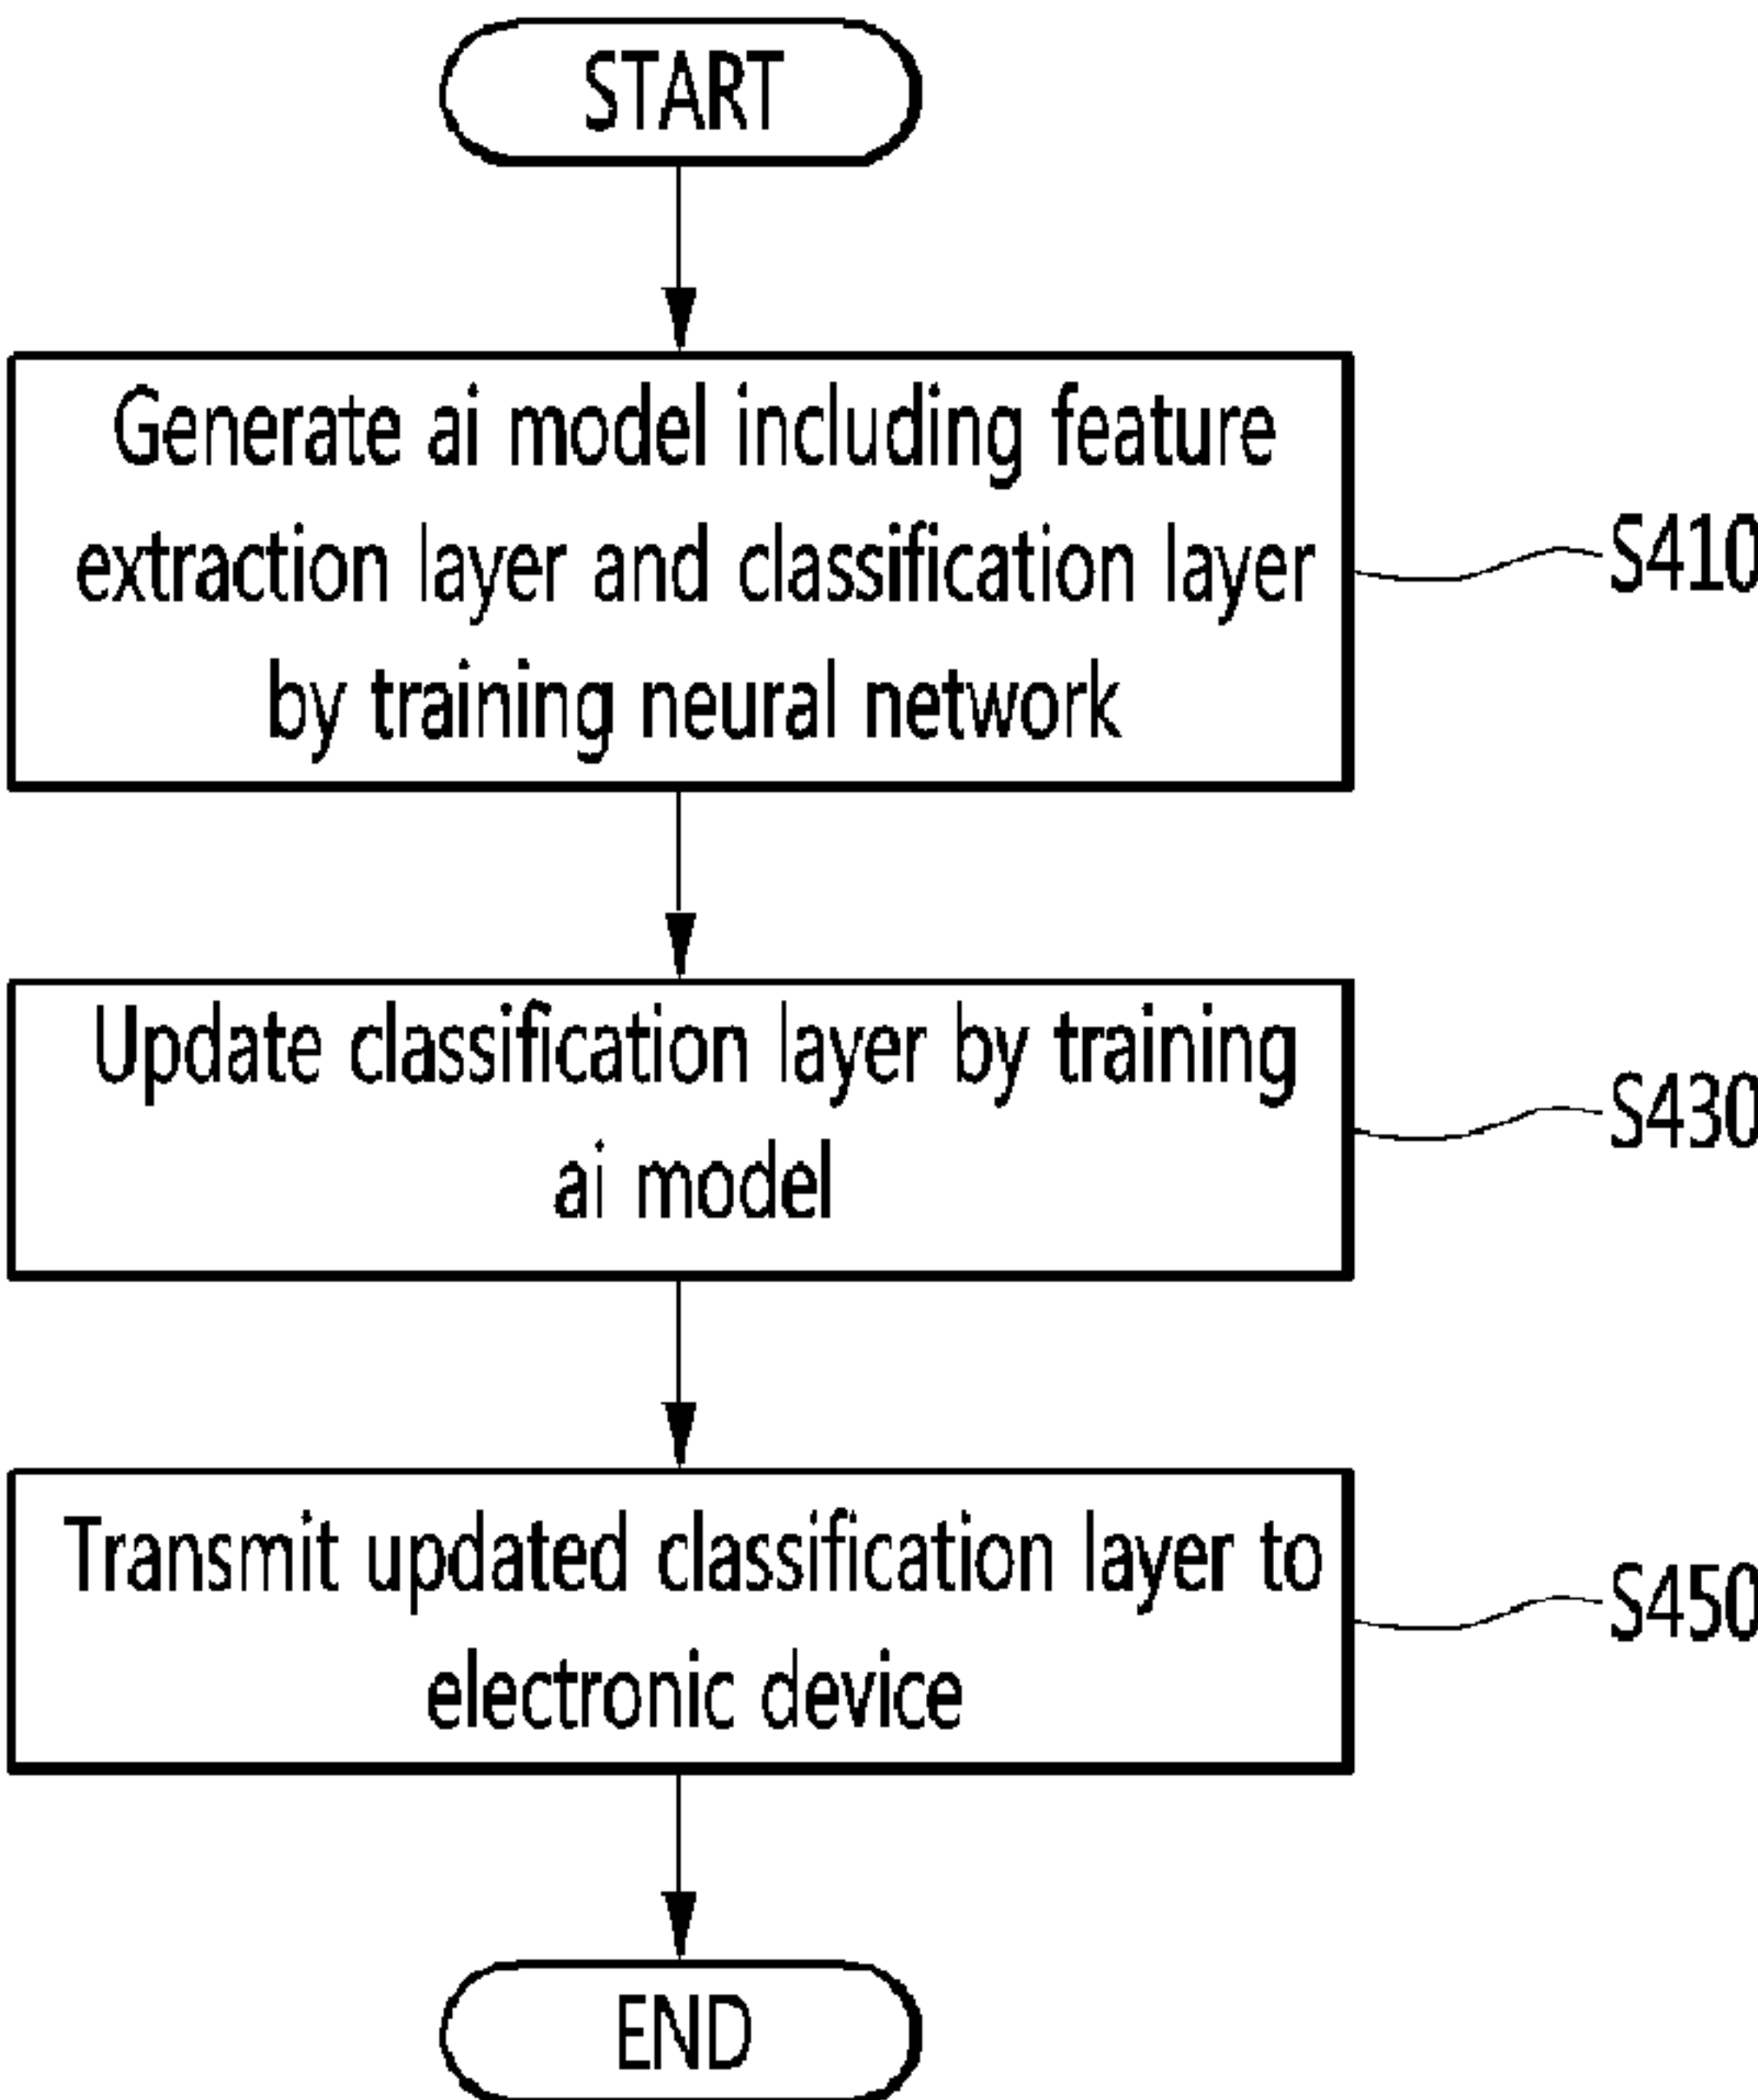 START
Generate ai model including feature
extraction layer and classification layer
by training neural network
S410
Update classification layer by training
ai model
S430
Transmit updated classification layer to
electronic device
S450
END